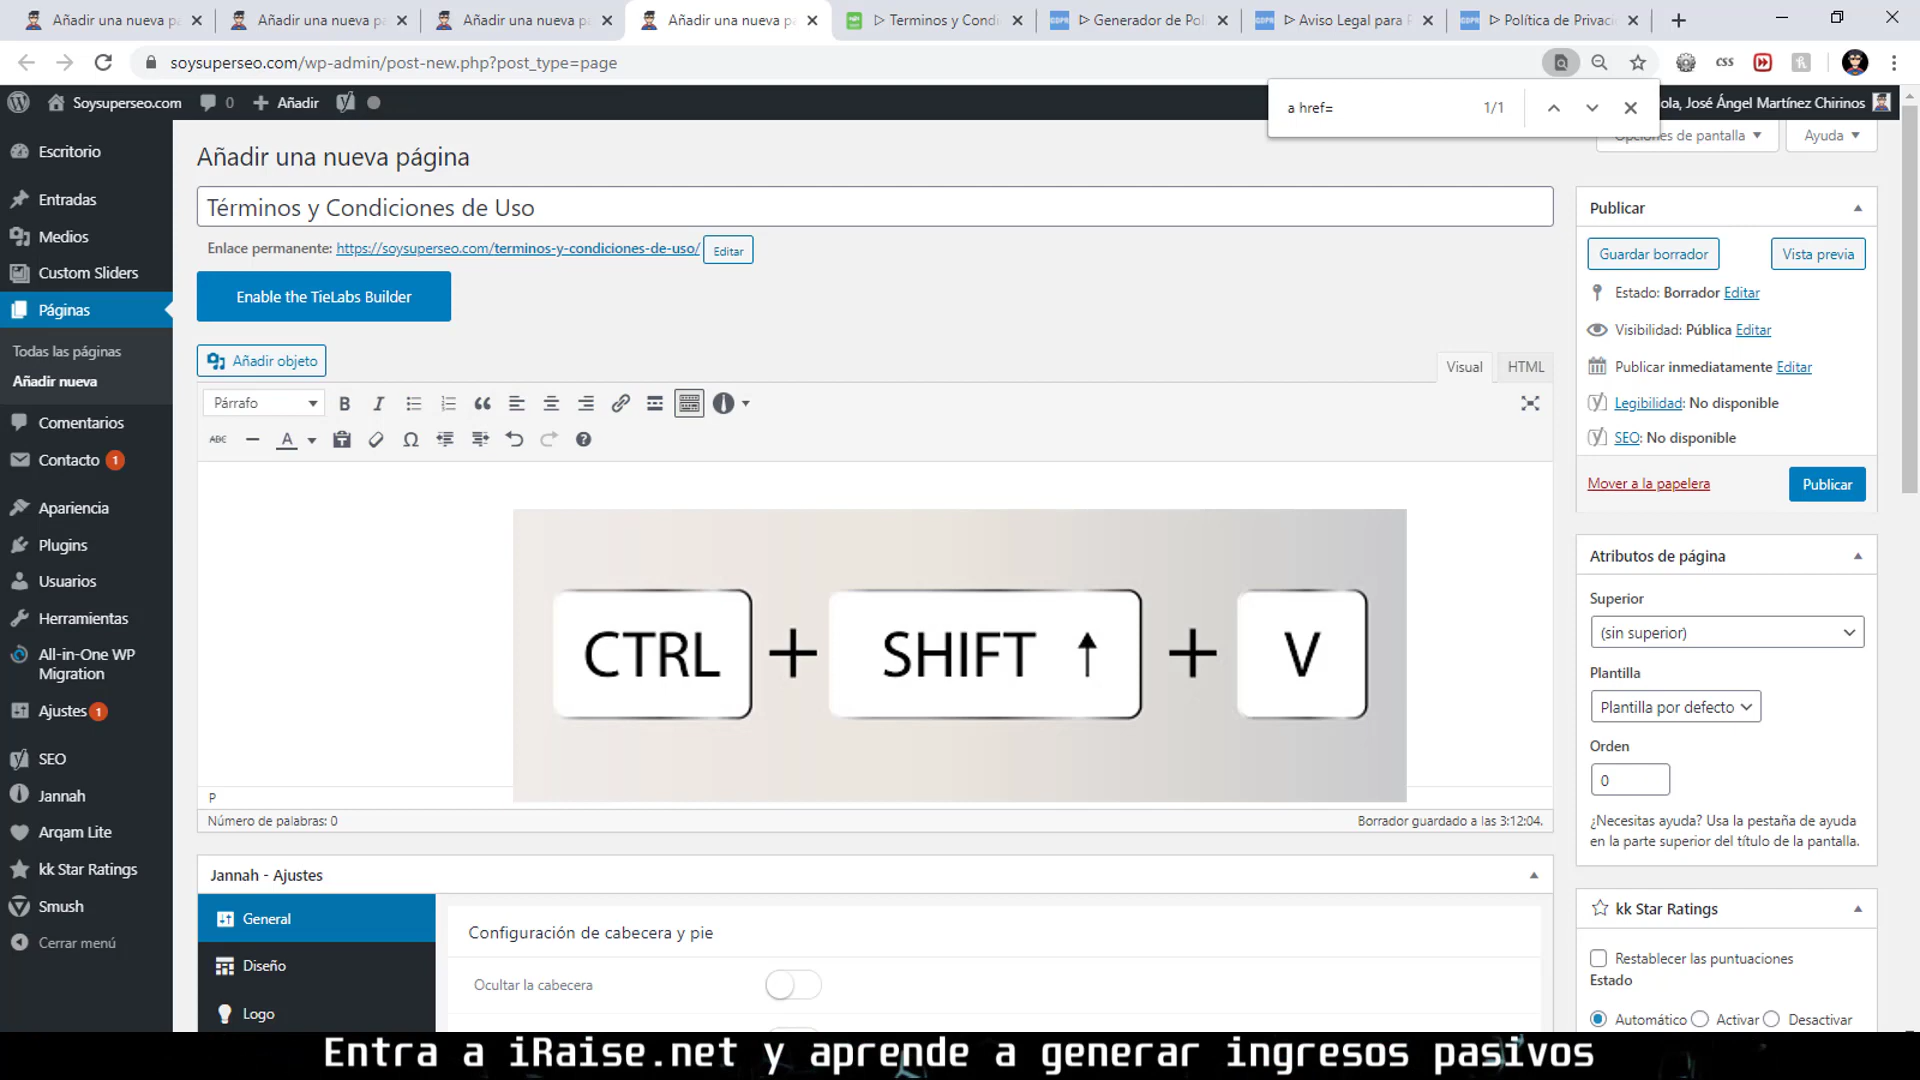 Añadir una nueva pá
Añadir una nueva pá
Añadir una nueva pá
Añadir una nueva pá
Terminos y Condi
Generador de Pol
Aviso Legal para
Política de Privaci
soysuperseo.com/wp-admin/post-new.php?post_type=page
CSS
a href=
1/1
Soysuperseo.com
0
Añadir
ola, José Ángel Martínez Chirinos
Opciones de pantalla
Ayuda
Escritorio
Entradas
Medios
Custom Sliders
Páginas
Todas las páginas
Añadir nueva
Comentarios
Contacto 1
Apariencia
Plugins
Usuarios
Herramientas
All-in-One WP
Migration
Ajustes 1
SEO
Jannah
Arqam Lite
kk Star Ratings
Smush
Cerrar menú
Añadir una nueva página
Términos y Condiciones de Uso
Enlace permanente: https://soysuperseo.com/terminos-y-condiciones-de-uso/ Editar
Enable the TieLabs Builder
Añadir objeto
Visual
HTML
Párrafo
B
I
ABC
A
Ω
CTRL + SHIFT ↑ + V
P
Número de palabras: 0
Borrador guardado a las 3:12:04.
Jannah - Ajustes
General
Diseño
Logo
Configuración de cabecera y pie
Ocultar la cabecera
Publicar
Guardar borrador
Vista previa
Estado: Borrador Editar
Visibilidad: Pública Editar
Publicar inmediatamente Editar
Legibilidad: No disponible
SEO: No disponible
Mover a la papelera
Publicar
Atributos de página
Superior
(sin superior)
Plantilla
Plantilla por defecto
Orden
0
¿Necesitas ayuda? Usa la pestaña de ayuda
en la parte superior del título de la pantalla.
kk Star Ratings
Restablecer las puntuaciones
Estado
Automático
Activar
Desactivar
Entra a iRaise.net y aprende a generar ingresos pasivos